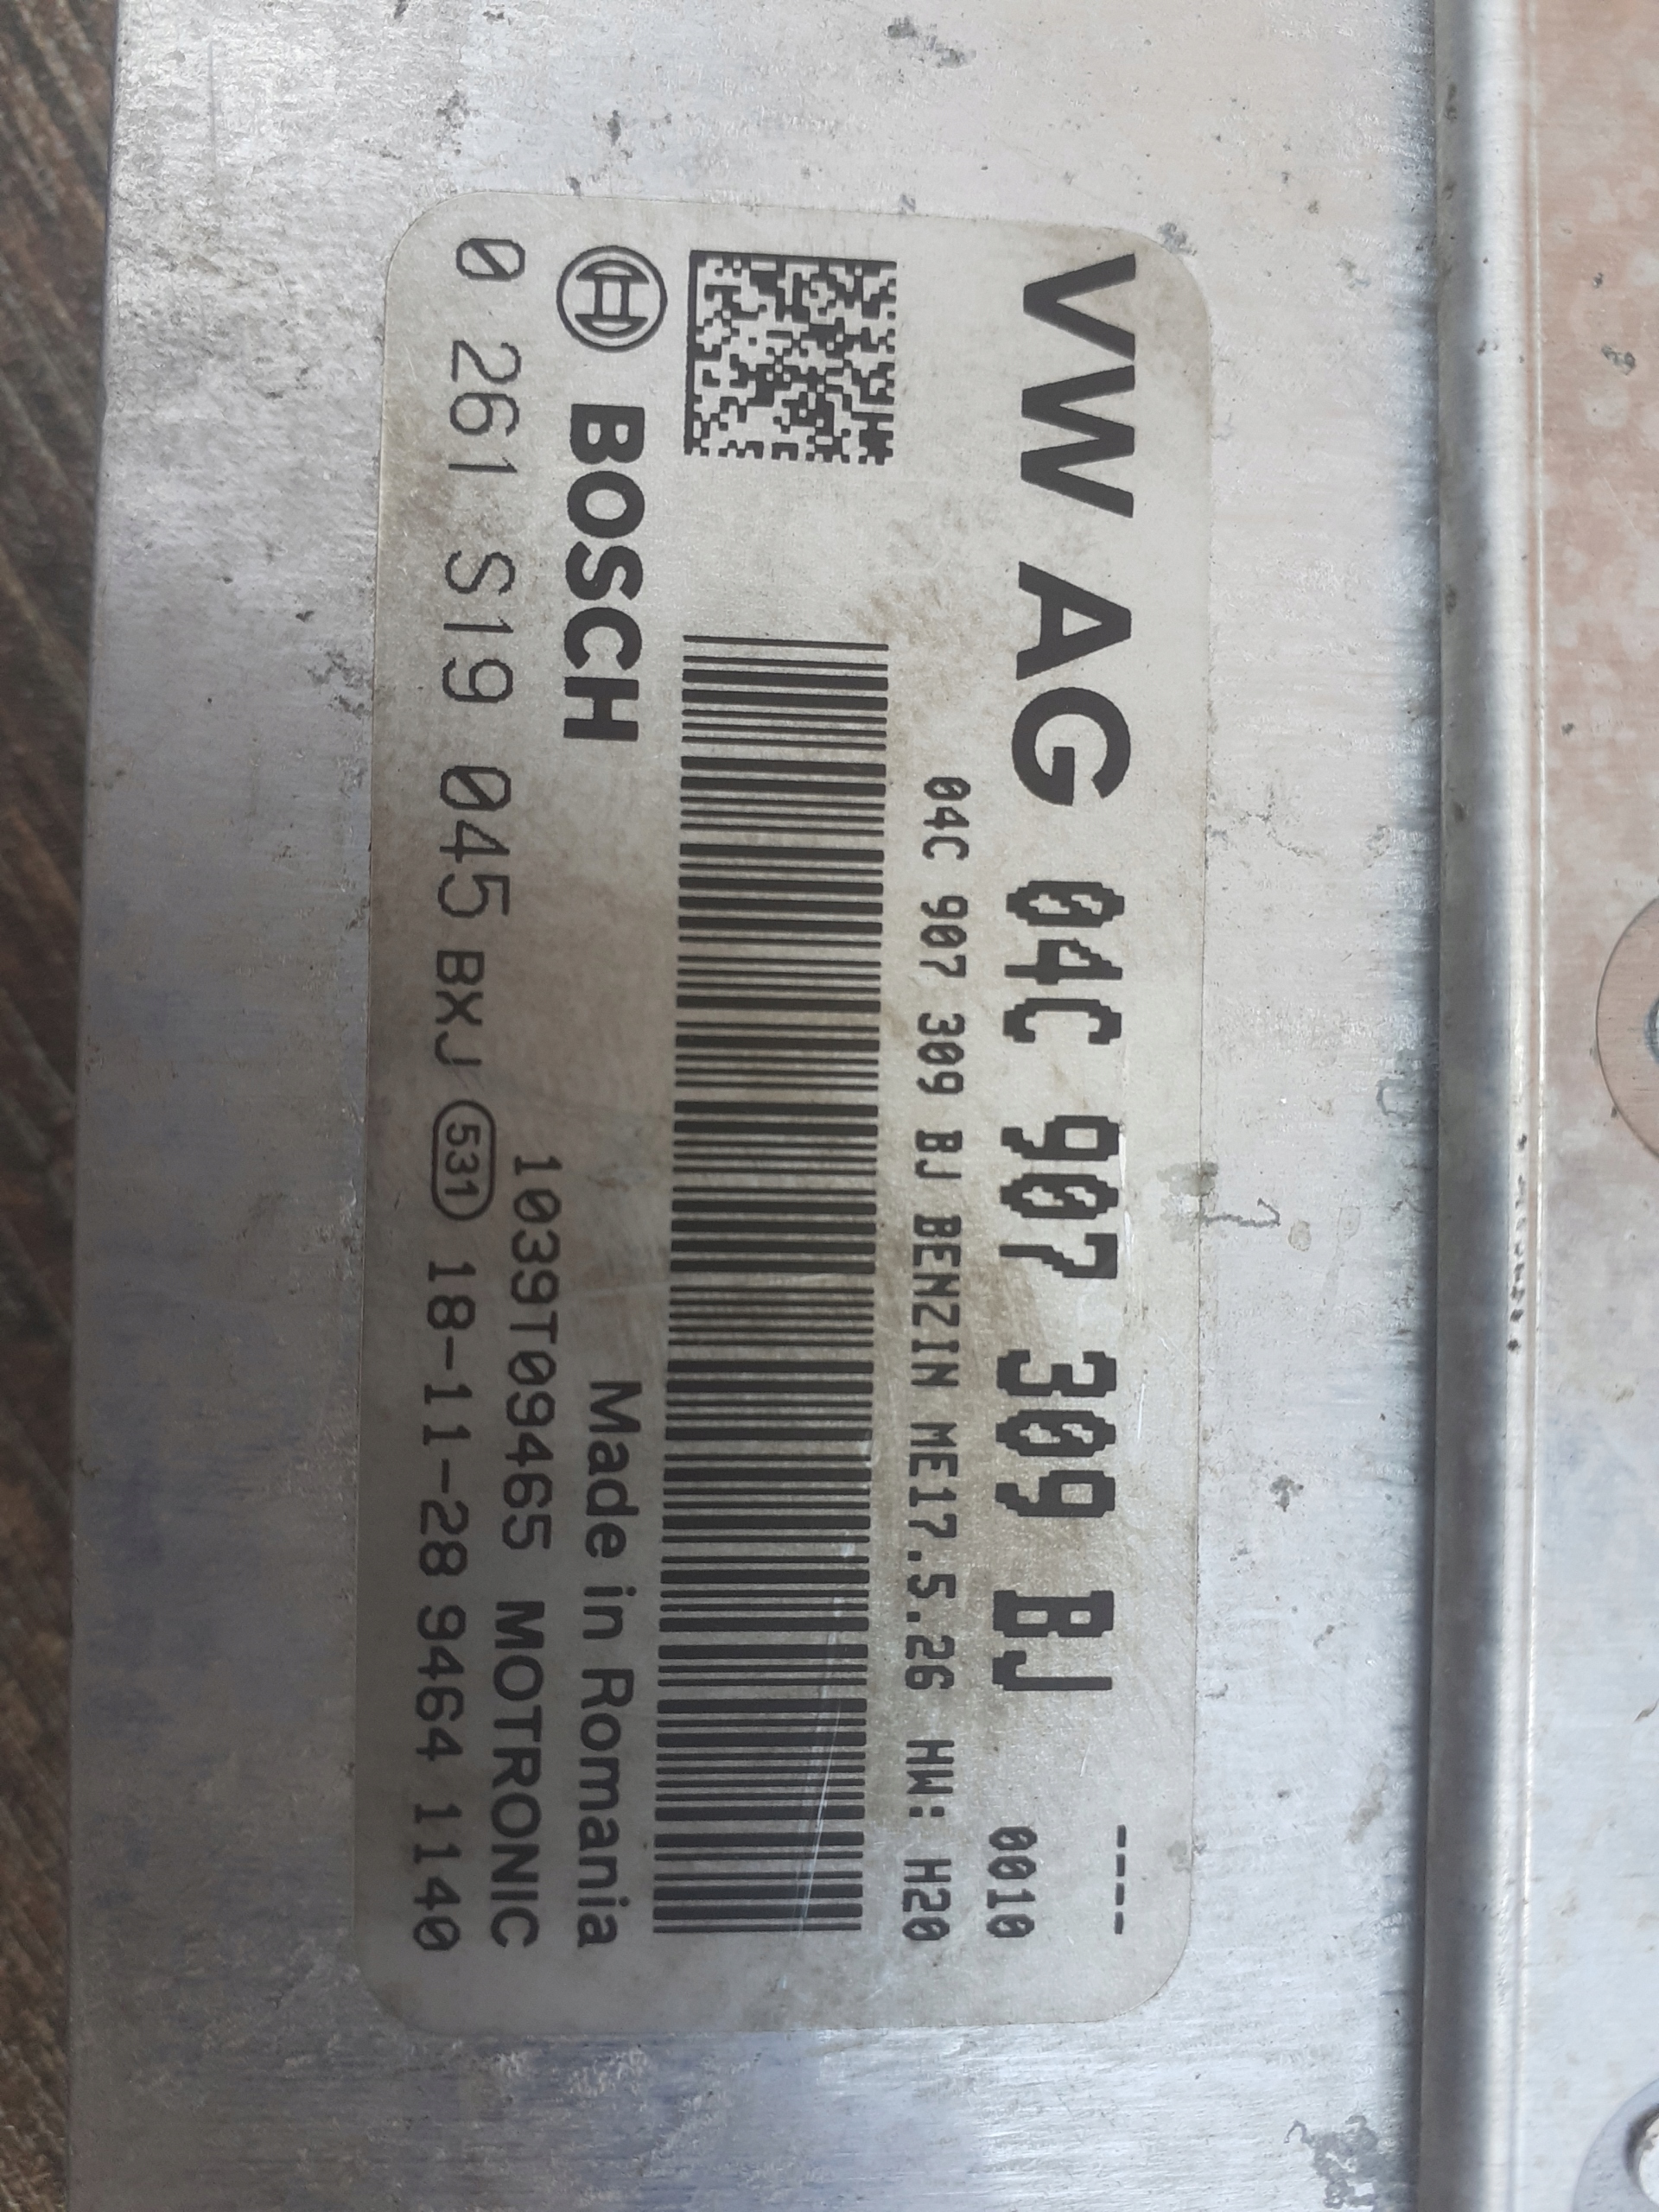 VW AG 04C 907 309 BJ ----
0010
04C 907 309 BJ BENZIN ME17.5.26 HW: H20
BOSCH Made in Romania
1039T09465 MOTRONIC
0 261 S19 045 BXJ 531 18-11-28 9464 1140